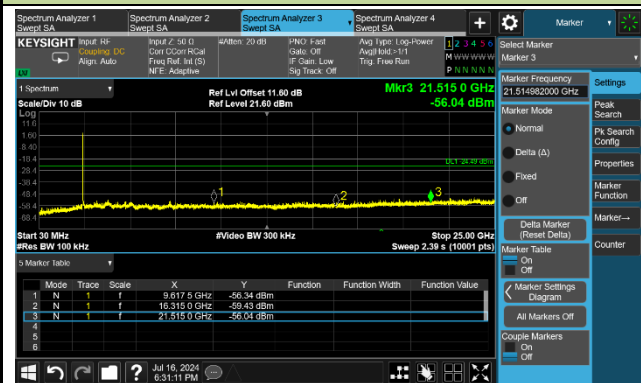 Spectrum Analyzer 1
Swept SA
Spectrum Analyzer 2
Swept SA
Spectrum Analyzer 3
Swept SA
Spectrum Analyzer 4
Swept SA
Marker
KEYSIGHT
Input: RF
Coupling: DC
Align: Auto
Input Z: 50 Ω
Corr CCorr RCal
Freq Ref: Int (S)
NFE: Adaptive
#Atten: 20 dB
PNO: Fast
Gate: Off
IF Gain: Low
Sig Track: Off
Avg Type: Log-Power
Avg|Hold:>1/1
Trig: Free Run
1 2 3 4 5 6
M W W W W W
P N N N N N
Select Marker
Marker 3
LXI
1 Spectrum
Scale/Div 10 dB
Log
Ref Lvl Offset 11.60 dB
Ref Level 21.60 dBm
Mkr3 21.515 0 GHz
-56.04 dBm
11.6
1.60
-8.40
-18.4
-28.4
-38.4
-48.4
-58.4
-68.4
DL1 -24.49 dBm
1
2
3
Start 30 MHz
#Res BW 100 kHz
#Video BW 300 kHz
Stop 25.00 GHz
Sweep 2.39 s (10001 pts)
5 Marker Table
Mode Trace Scale X Y Function Function Width Function Value
1 N 1 f 9.617 5 GHz -56.34 dBm
2 N 1 f 16.315 0 GHz -59.43 dBm
3 N 1 f 21.515 0 GHz -56.04 dBm
4
5
6
Marker Frequency
21.514982000 GHz
Marker Mode
Normal
Delta (Δ)
Fixed
Off
Delta Marker
(Reset Delta)
Marker Table
On
Off
Marker Settings
Diagram
All Markers Off
Couple Markers
On
Off
Settings
Peak
Search
Pk Search
Config
Properties
Marker
Function
Marker→
Counter
?
Jul 16, 2024
6:31:11 PM